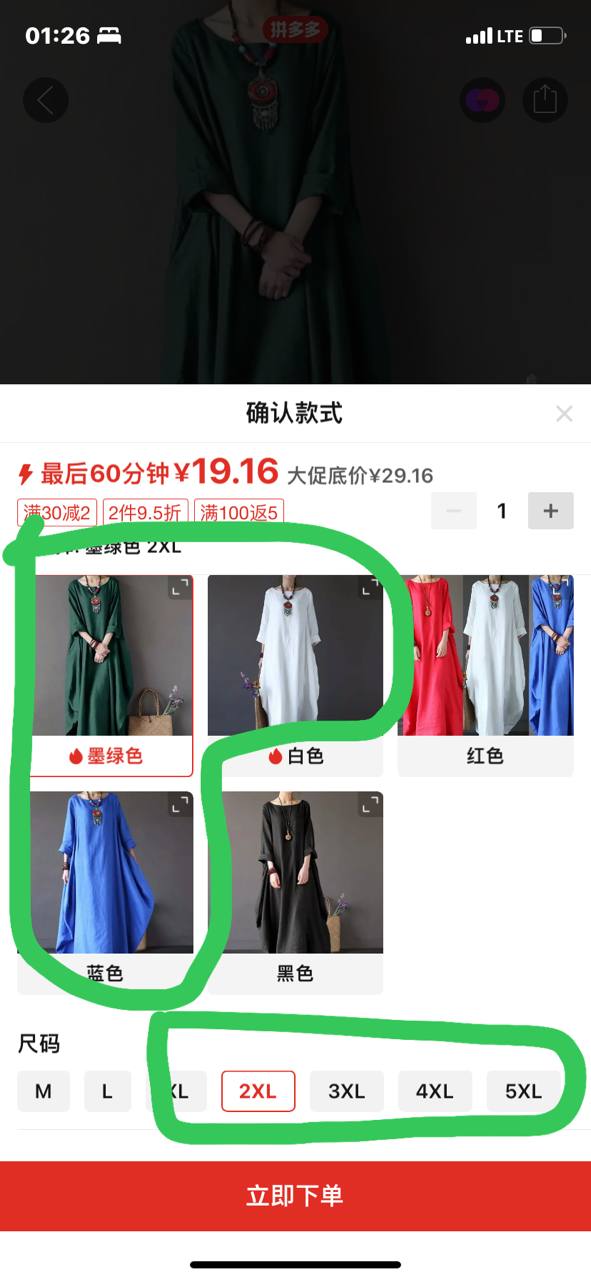 01:26
LTE
拼多多
确认款式
最后60分钟¥19.16 大促底价¥29.16
满30减2 2件9.5折 满100返5
1
墨绿色 2XL
墨绿色 白色 红色
蓝色 黑色
尺码
M L XL 2XL 3XL 4XL 5XL
立即下单